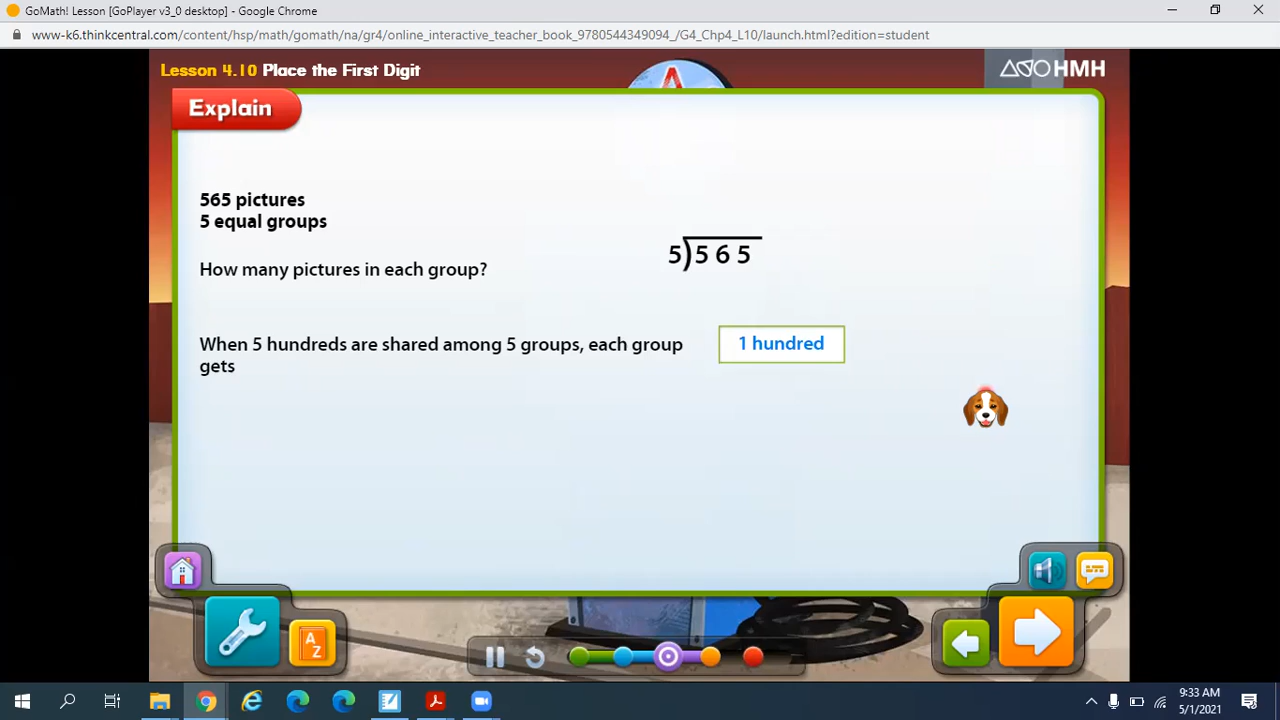 GoMath! Lesson [GoPlayer v3_0 desktop] - Google Chrome
www-k6.thinkcentral.com/content/hsp/math/gomath/na/gr4/online_interactive_teacher_book_9780544349094_/G4_Chp4_L10/launch.html?edition=student
Lesson 4.10 Place the First Digit
HMH
A
Explain
565 pictures
5 equal groups
5)5 6 5
How many pictures in each group?
When 5 hundreds are shared among 5 groups, each group 1 hundred
gets
A
Z
9:33 AM
5/1/2021